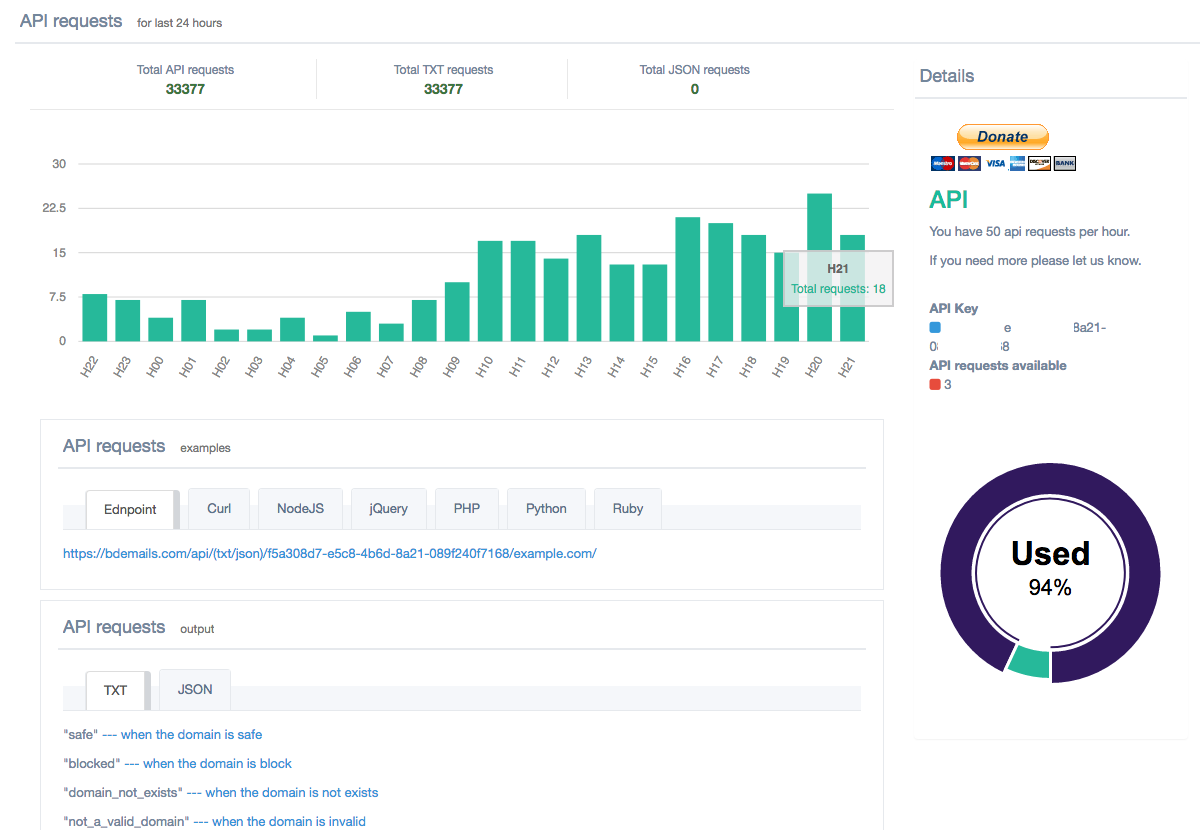 API requests for last 24 hours
Total API requests
33377
Total TXT requests
33377
Total JSON requests
0
30
22.5
15
7.5
0
H22 H23 H00 H01 H02 H03 H04 H05 H06 H07 H08 H09 H10 H11 H12 H13 H14 H15 H16 H17 H18 H19 H20 H21
H21
Total requests: 18
API requests examples
Ednpoint Curl NodeJS jQuery PHP Python Ruby
https://bdemails.com/api/(txt/json)/f5a308d7-e5c8-4b6d-8a21-089f240f7168/example.com/
API requests output
TXT JSON
"safe" --- when the domain is safe
"blocked" --- when the domain is block
"domain_not_exists" --- when the domain is not exists
"not_a_valid_domain" --- when the domain is invalid
Details
Donate
Maestro MasterCard VISA DISCOVER BANK
API
You have 50 api requests per hour.
If you need more please let us know.
API Key
e 8a21-
08 68
API requests available
3
Used
94%